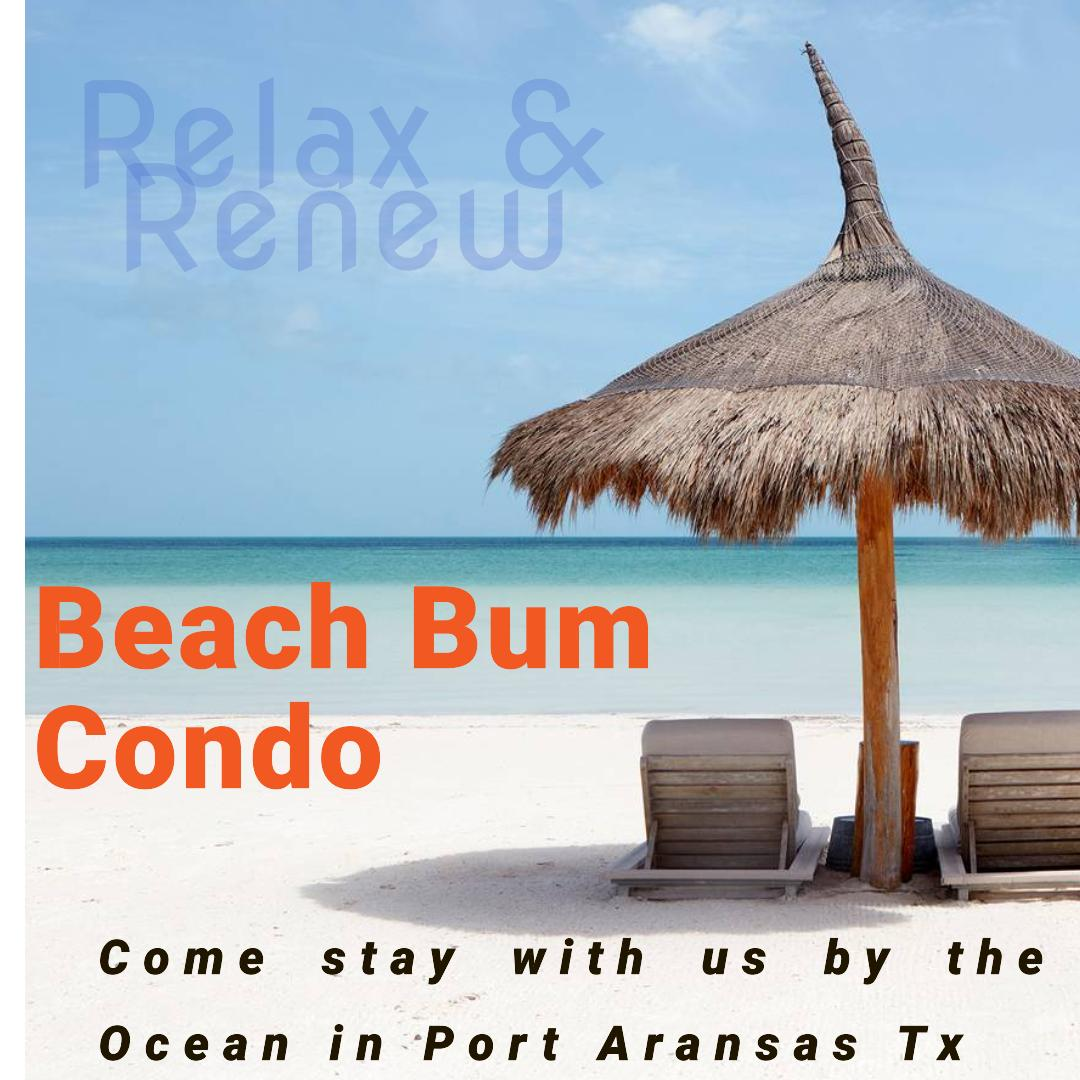 Relax &
Renew
Beach Bum
Condo
Come stay with us by the
Ocean in Port Aransas Tx